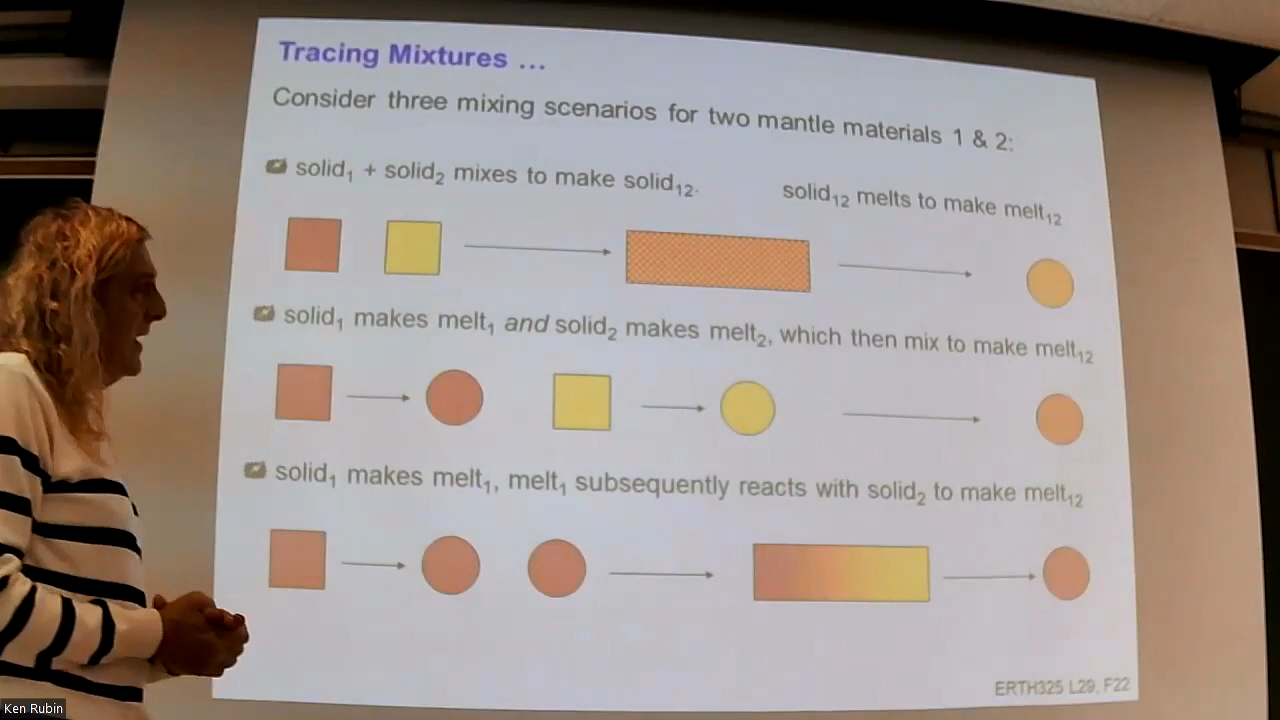 Tracing Mixtures ...
Consider three mixing scenarios for two mantle materials 1 & 2:
solid₁ + solid₂ mixes to make solid₁₂. solid₁₂ melts to make melt₁₂
solid₁ makes melt₁ and solid₂ makes melt₂, which then mix to make melt₁₂
solid₁ makes melt₁, melt₁ subsequently reacts with solid₂ to make melt₁₂
ERTH325 L29, F22
Ken Rubin